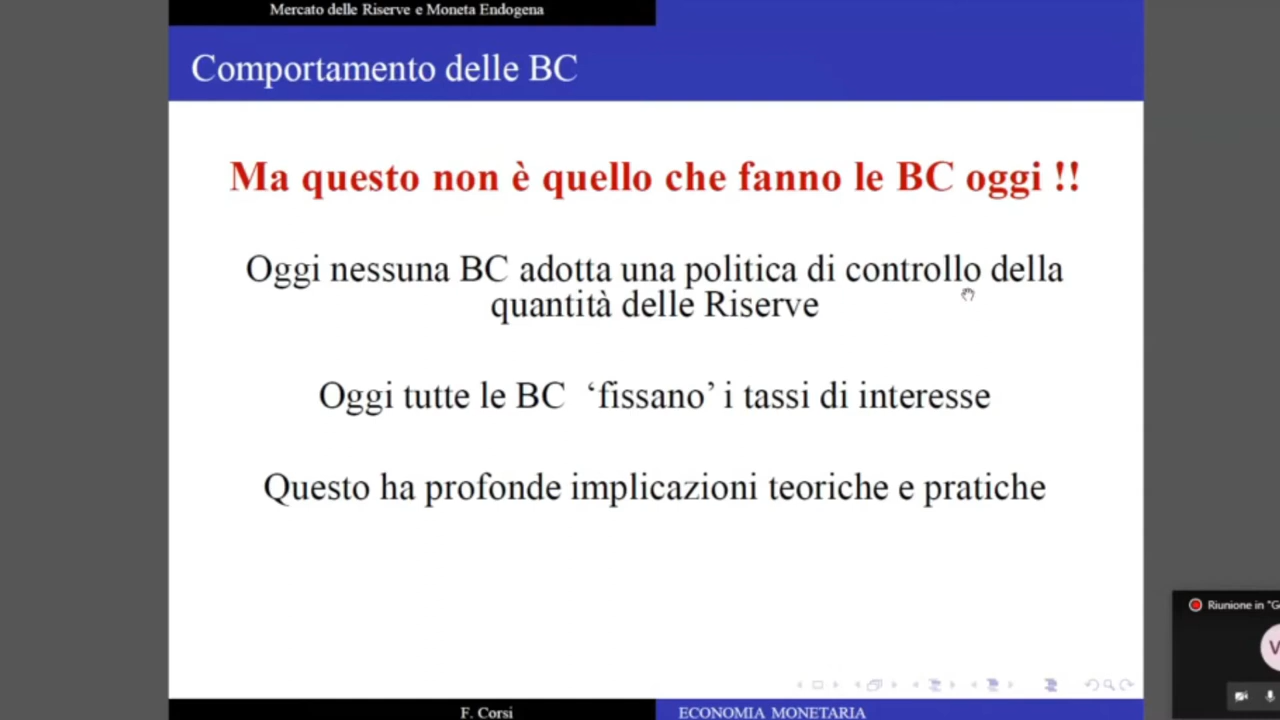 Mercato delle Riserve e Moneta Endogena
Comportamento delle BC
Ma questo non è quello che fanno le BC oggi !!
Oggi nessuna BC adotta una politica di controllo della
quantità delle Riserve
Oggi tutte le BC ‘fissano’ i tassi di interesse
Questo ha profonde implicazioni teoriche e pratiche
Riunione in "G
V
F. Corsi
ECONOMIA MONETARIA